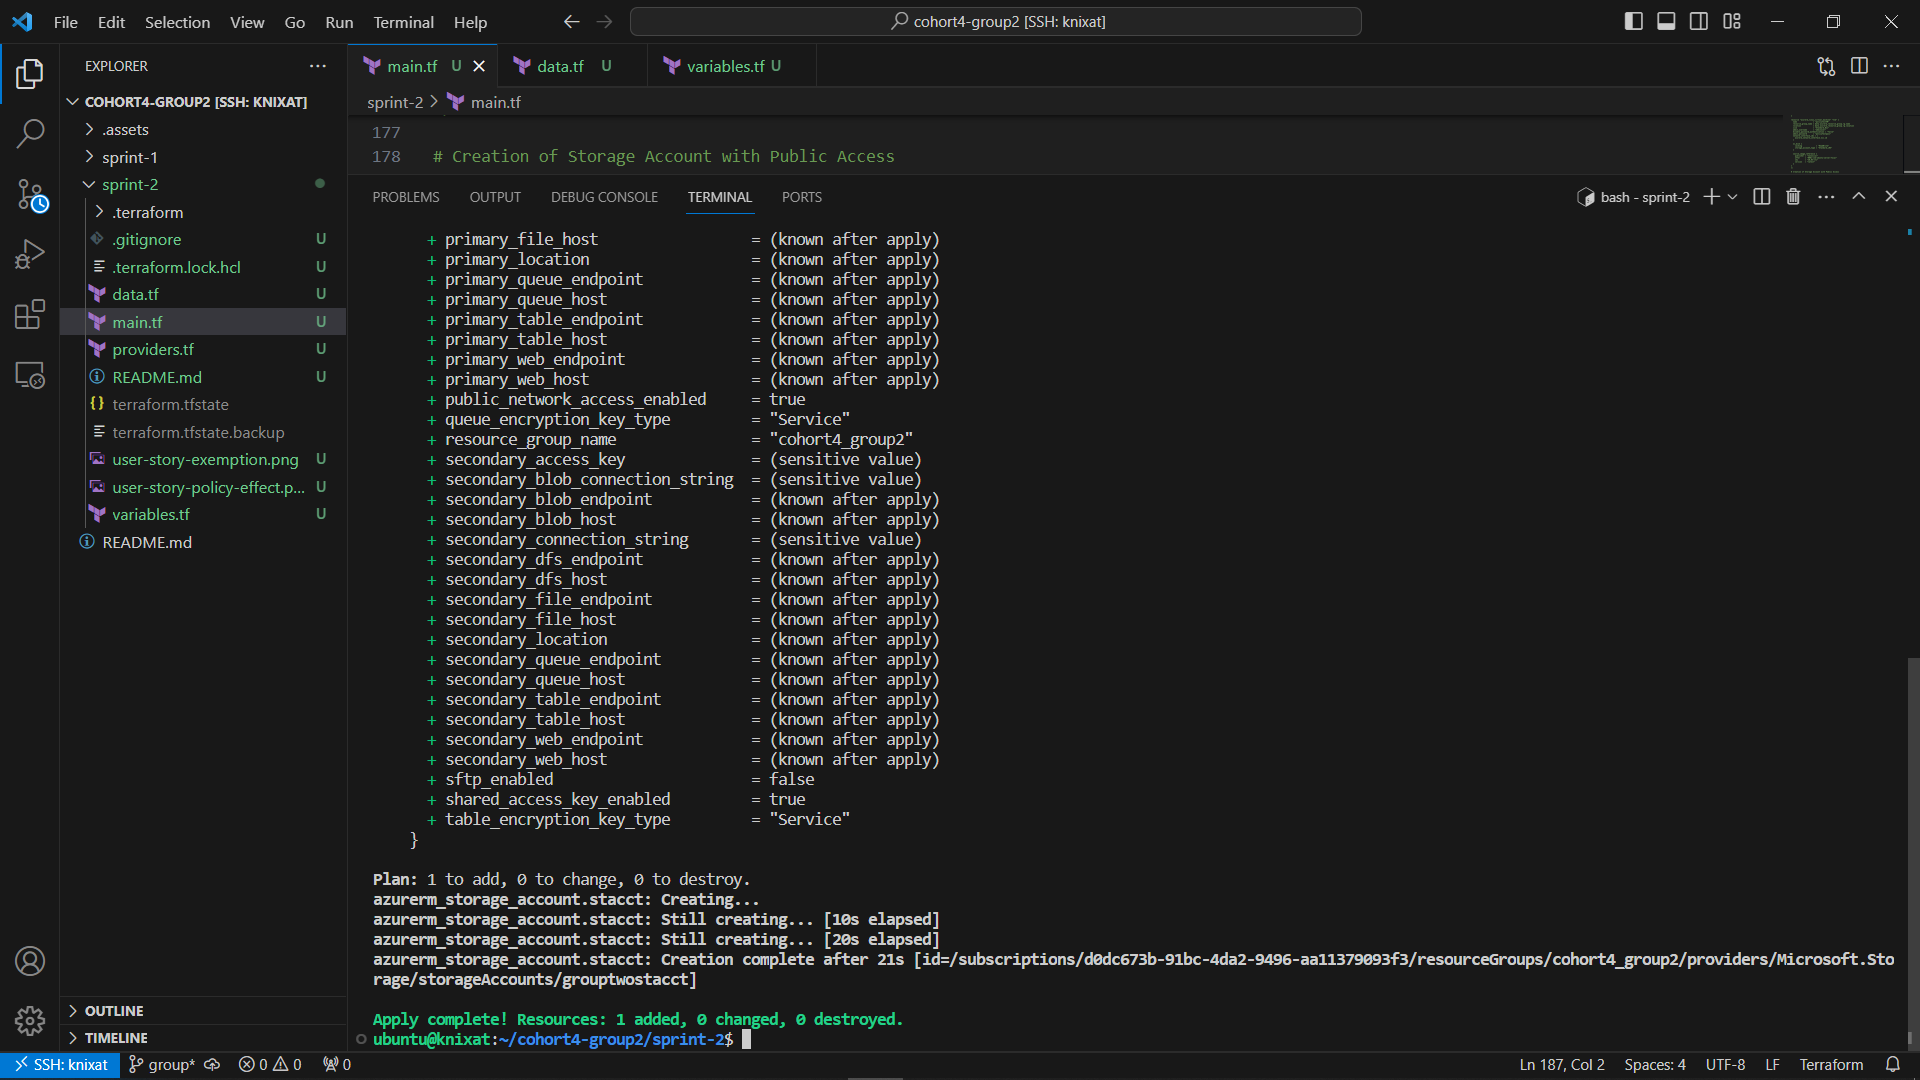 File Edit Selection View Go Run Terminal Help
cohort4-group2 [SSH: knixat]
EXPLORER
COHORT4-GROUP2 [SSH: KNIXAT]
.assets
sprint-1
sprint-2
.terraform
.gitignore U
.terraform.lock.hcl U
data.tf U
main.tf U
providers.tf U
README.md U
terraform.tfstate
terraform.tfstate.backup
user-story-exemption.png U
user-story-policy-effect.p... U
variables.tf U
README.md
OUTLINE
TIMELINE
main.tf U data.tf U variables.tf U
sprint-2 > main.tf
177
178 # Creation of Storage Account with Public Access
PROBLEMS OUTPUT DEBUG CONSOLE TERMINAL PORTS
bash - sprint-2
+ primary_file_host = (known after apply)
+ primary_location = (known after apply)
+ primary_queue_endpoint = (known after apply)
+ primary_queue_host = (known after apply)
+ primary_table_endpoint = (known after apply)
+ primary_table_host = (known after apply)
+ primary_web_endpoint = (known after apply)
+ primary_web_host = (known after apply)
+ public_network_access_enabled = true
+ queue_encryption_key_type = "Service"
+ resource_group_name = "cohort4_group2"
+ secondary_access_key = (sensitive value)
+ secondary_blob_connection_string = (sensitive value)
+ secondary_blob_endpoint = (known after apply)
+ secondary_blob_host = (known after apply)
+ secondary_connection_string = (sensitive value)
+ secondary_dfs_endpoint = (known after apply)
+ secondary_dfs_host = (known after apply)
+ secondary_file_endpoint = (known after apply)
+ secondary_file_host = (known after apply)
+ secondary_location = (known after apply)
+ secondary_queue_endpoint = (known after apply)
+ secondary_queue_host = (known after apply)
+ secondary_table_endpoint = (known after apply)
+ secondary_table_host = (known after apply)
+ secondary_web_endpoint = (known after apply)
+ secondary_web_host = (known after apply)
+ sftp_enabled = false
+ shared_access_key_enabled = true
+ table_encryption_key_type = "Service"
}
Plan: 1 to add, 0 to change, 0 to destroy.
azurerm_storage_account.stacct: Creating...
azurerm_storage_account.stacct: Still creating... [10s elapsed]
azurerm_storage_account.stacct: Still creating... [20s elapsed]
azurerm_storage_account.stacct: Creation complete after 21s [id=/subscriptions/d0dc673b-91bc-4da2-9496-aa11379093f3/resourceGroups/cohort4_group2/providers/Microsoft.Sto
rage/storageAccounts/grouptwostacct]
Apply complete! Resources: 1 added, 0 changed, 0 destroyed.
ubuntu@knixat:~/cohort4-group2/sprint-2$
SSH: knixat group* 0 0 0 Ln 187, Col 2 Spaces: 4 UTF-8 LF Terraform